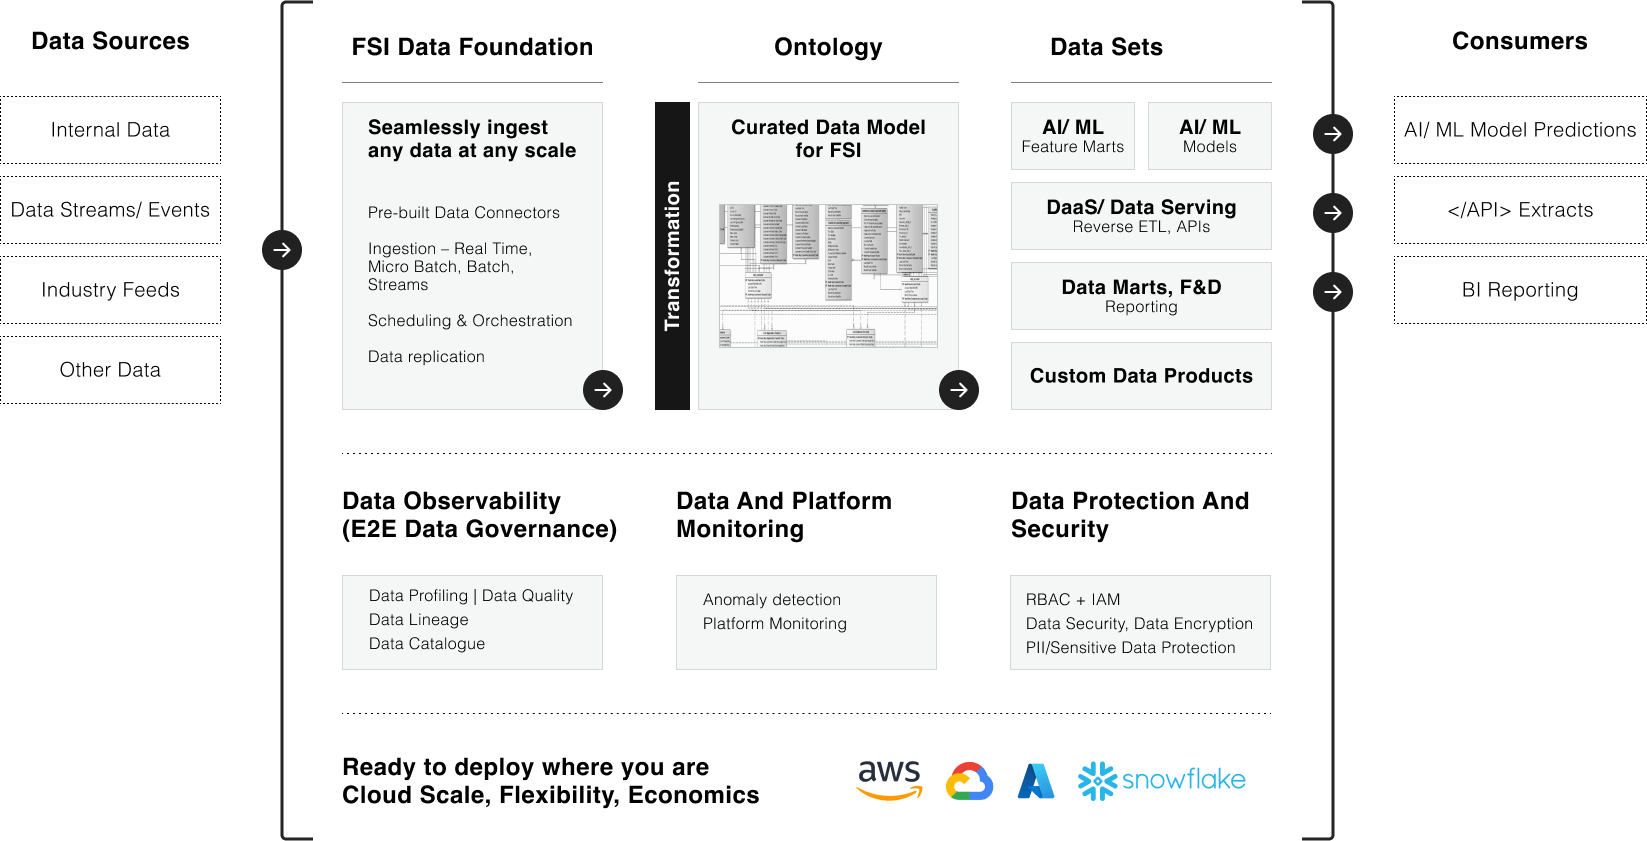 Data Sources
Internal Data
Data Streams/ Events
Industry Feeds
Other Data
FSI Data Foundation
Seamlessly ingest
any data at any scale
Pre-built Data Connectors
Ingestion – Real Time,
Micro Batch, Batch,
Streams
Scheduling & Orchestration
Data replication
Transformation
Ontology
Curated Data Model
for FSI
Data Sets
AI/ ML
Feature Marts
AI/ ML
Models
DaaS/ Data Serving
Reverse ETL, APIs
Data Marts, F&D
Reporting
Custom Data Products
Consumers
AI/ ML Model Predictions
</API> Extracts
BI Reporting
Data Observability
(E2E Data Governance)
Data Profiling | Data Quality
Data Lineage
Data Catalogue
Data And Platform
Monitoring
Anomaly detection
Platform Monitoring
Data Protection And
Security
RBAC + IAM
Data Security, Data Encryption
PII/Sensitive Data Protection
Ready to deploy where you are
Cloud Scale, Flexibility, Economics
aws
snowflake